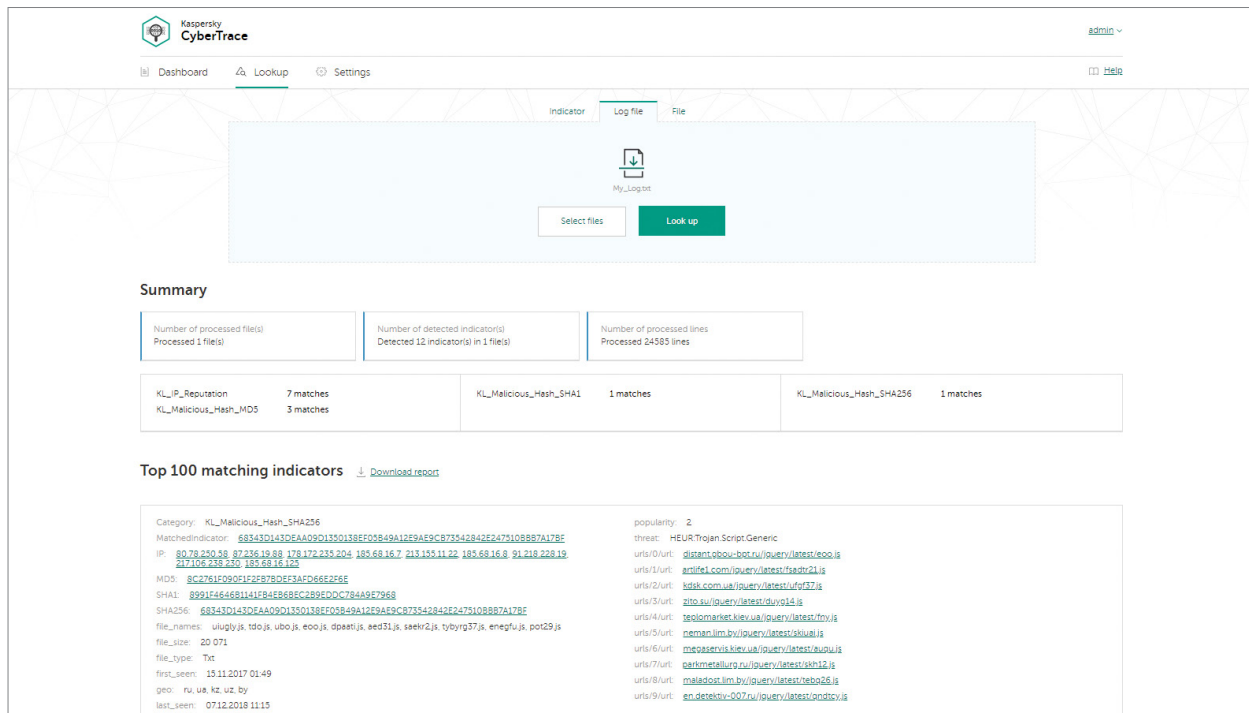 Kaspersky
CyberTrace
admin
Dashboard Lookup Settings Help
Indicator Log file File
My_Log.txt
Select files Look up
Summary
Number of processed file(s) Number of detected indicator(s) Number of processed lines
Processed 1 file(s) Detected 12 indicator(s) in 1 file(s) Processed 24585 lines
KL_IP_Reputation 7 matches KL_Malicious_Hash_SHA1 1 matches KL_Malicious_Hash_SHA256 1 matches
KL_Malicious_Hash_MD5 3 matches
Top 100 matching indicators Download report
Category: KL_Malicious_Hash_SHA256
MatchedIndicator: 68343D143DEAA09D1350138EF05B49A12E9AE9CB73542842E247510BBB7A17BF
IP: 80.78.250.58, 87.236.19.88, 178.172.235.204, 185.68.16.7, 213.155.11.22, 185.68.16.8, 91.218.228.19,
217.106.238.230, 185.68.16.125
MD5: 8C2761F090F1F2FB7BDEF3AFD66E2F6E
SHA1: 8991F4646B1141FB4EB6BEC2B9EDDC784A9E7968
SHA256: 68343D143DEAA09D1350138EF05B49A12E9AE9CB73542842E247510BBB7A17BF
file_names: uiugly.js, tdo.js, ubo.js, eoo.js, dpaati.js, aed31.js, saekr2.js, tybyrg37.js, enegfu.js, pot29.js
file_size: 20 071
file_type: Txt
first_seen: 15.11.2017 01:49
geo: ru, ua, kz, uz, by
last_seen: 07.12.2018 11:15
popularity: 2
threat: HEUR:Trojan.Script.Generic
urls/0/url: distant.gbou-bpt.ru/jquery/latest/eoo.js
urls/1/url: artlife1.com/jquery/latest/fsadtr21.js
urls/2/url: kdsk.com.ua/jquery/latest/ufgf37.js
urls/3/url: zito.su/jquery/latest/duyg14.js
urls/4/url: teplomarket.kiev.ua/jquery/latest/fny.js
urls/5/url: neman.lim.by/jquery/latest/skiuai.js
urls/6/url: megaservis.kiev.ua/jquery/latest/auqu.js
urls/7/url: parkmetallurg.ru/jquery/latest/skh12.js
urls/8/url: maladost.lim.by/jquery/latest/tebq26.js
urls/9/url: en.detektiv-007.ru/jquery/latest/qndtcy.js